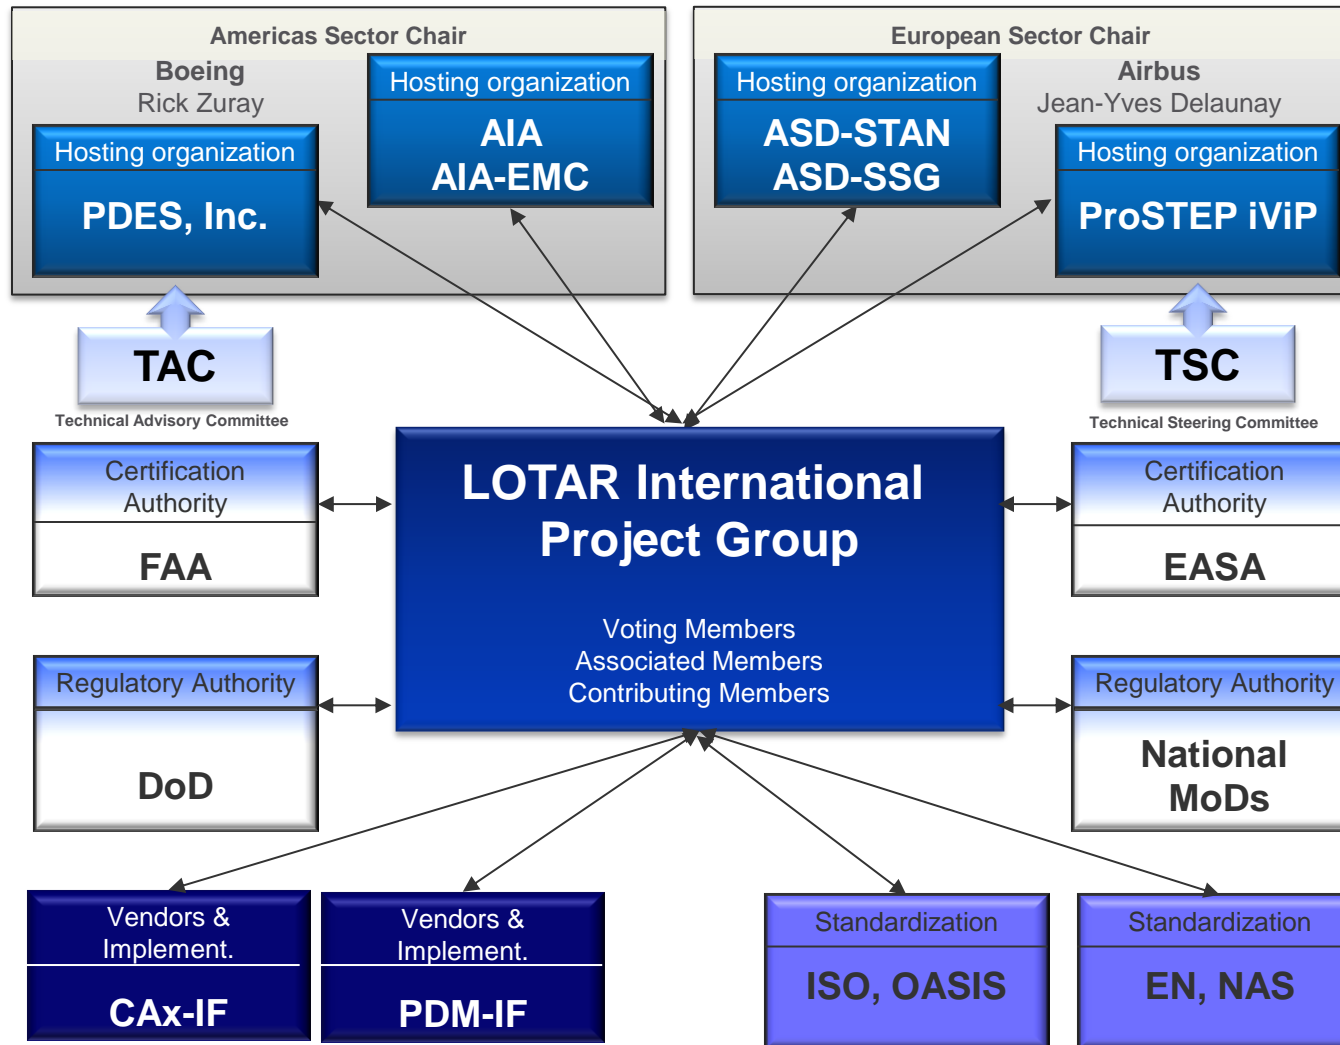 Americas Sector Chair
Boeing
Rick Zuray
Hosting organization
PDES, Inc.
Hosting organization
AIA
AIA-EMC
European Sector Chair
Hosting organization
ASD-STAN
ASD-SSG
Airbus
Jean-Yves Delaunay
Hosting organization
ProSTEP iViP
TAC
Technical Advisory Committee
TSC
Technical Steering Committee
Certification
Authority
FAA
LOTAR International
Project Group
Voting Members
Associated Members
Contributing Members
Certification
Authority
EASA
Regulatory Authority
DoD
Regulatory Authority
National
MoDs
Vendors &
Implement.
CAx-IF
Vendors &
Implement.
PDM-IF
Standardization
ISO, OASIS
Standardization
EN, NAS